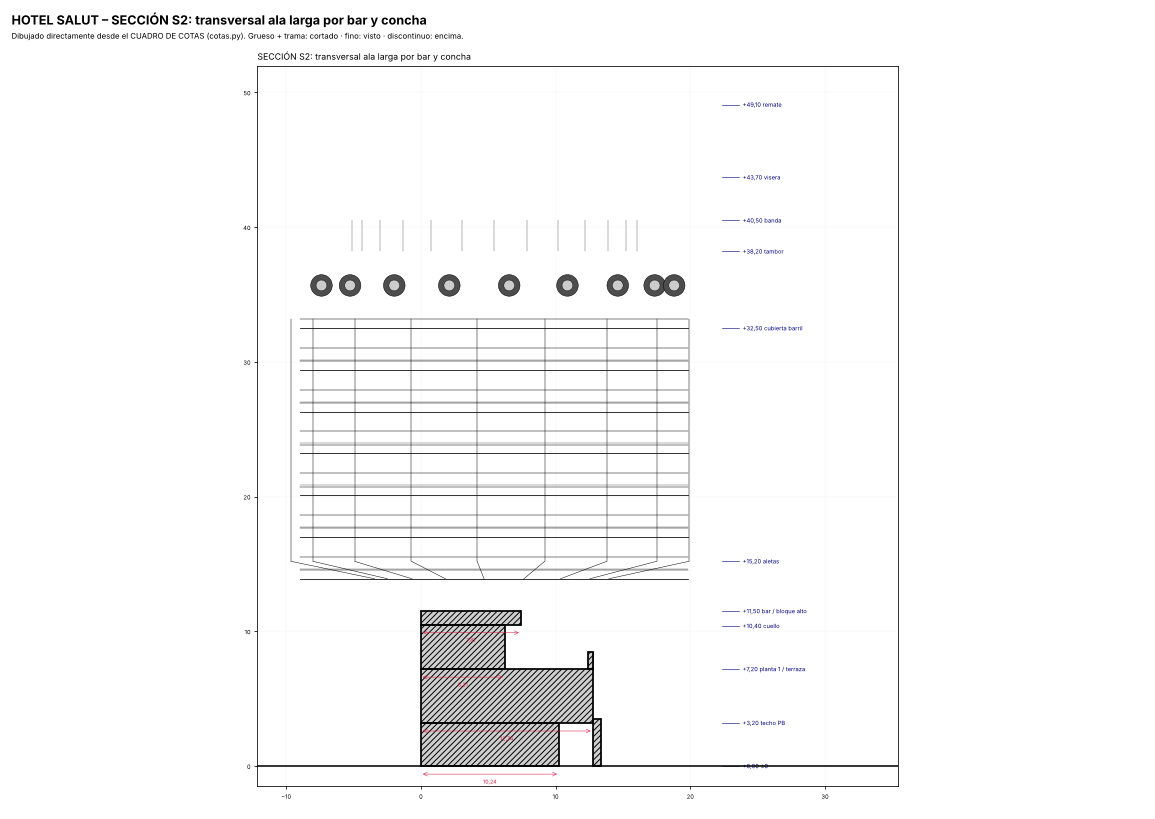 HOTEL SALUT – SECCIÓN S2: transversal ala larga por bar y concha
Dibujado directamente desde el CUADRO DE COTAS (cotas.py). Grueso + trama: cortado · fino: visto · discontinuo: encima.
SECCIÓN S2: transversal ala larga por bar y concha
50
+49,10 remate
+43,70 visera
40
+40,50 banda
+38,20 tambor
+32,50 cubierta barril
30
20
+15,20 aletas
+11,50 bar / bloque alto
10
+10,40 cuello
+7,20 planta 1 / terraza
+3,20 techo PB
0
10,24
−10 0 10 20 30